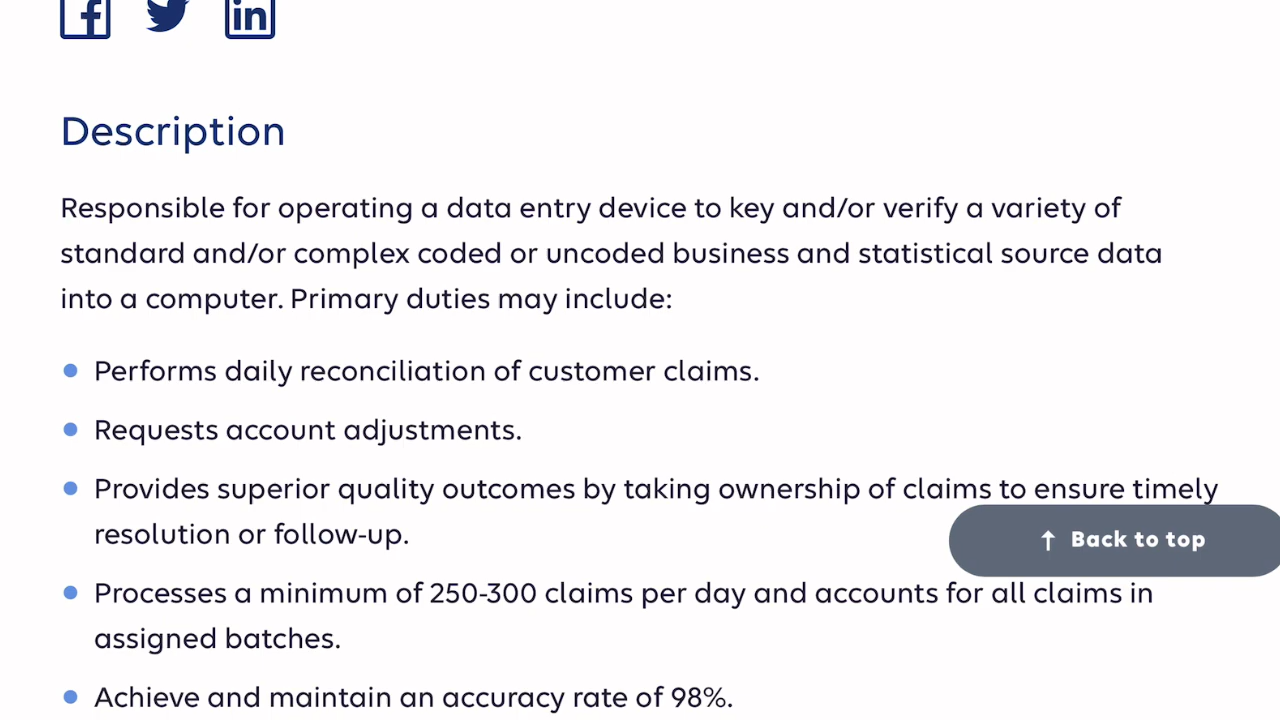 Description
Responsible for operating a data entry device to key and/or verify a variety of
standard and/or complex coded or uncoded business and statistical source data
into a computer. Primary duties may include:
Performs daily reconciliation of customer claims.
Requests account adjustments.
Provides superior quality outcomes by taking ownership of claims to ensure timely
resolution or follow-up.
↑ Back to top
Processes a minimum of 250-300 claims per day and accounts for all claims in
assigned batches.
Achieve and maintain an accuracy rate of 98%.